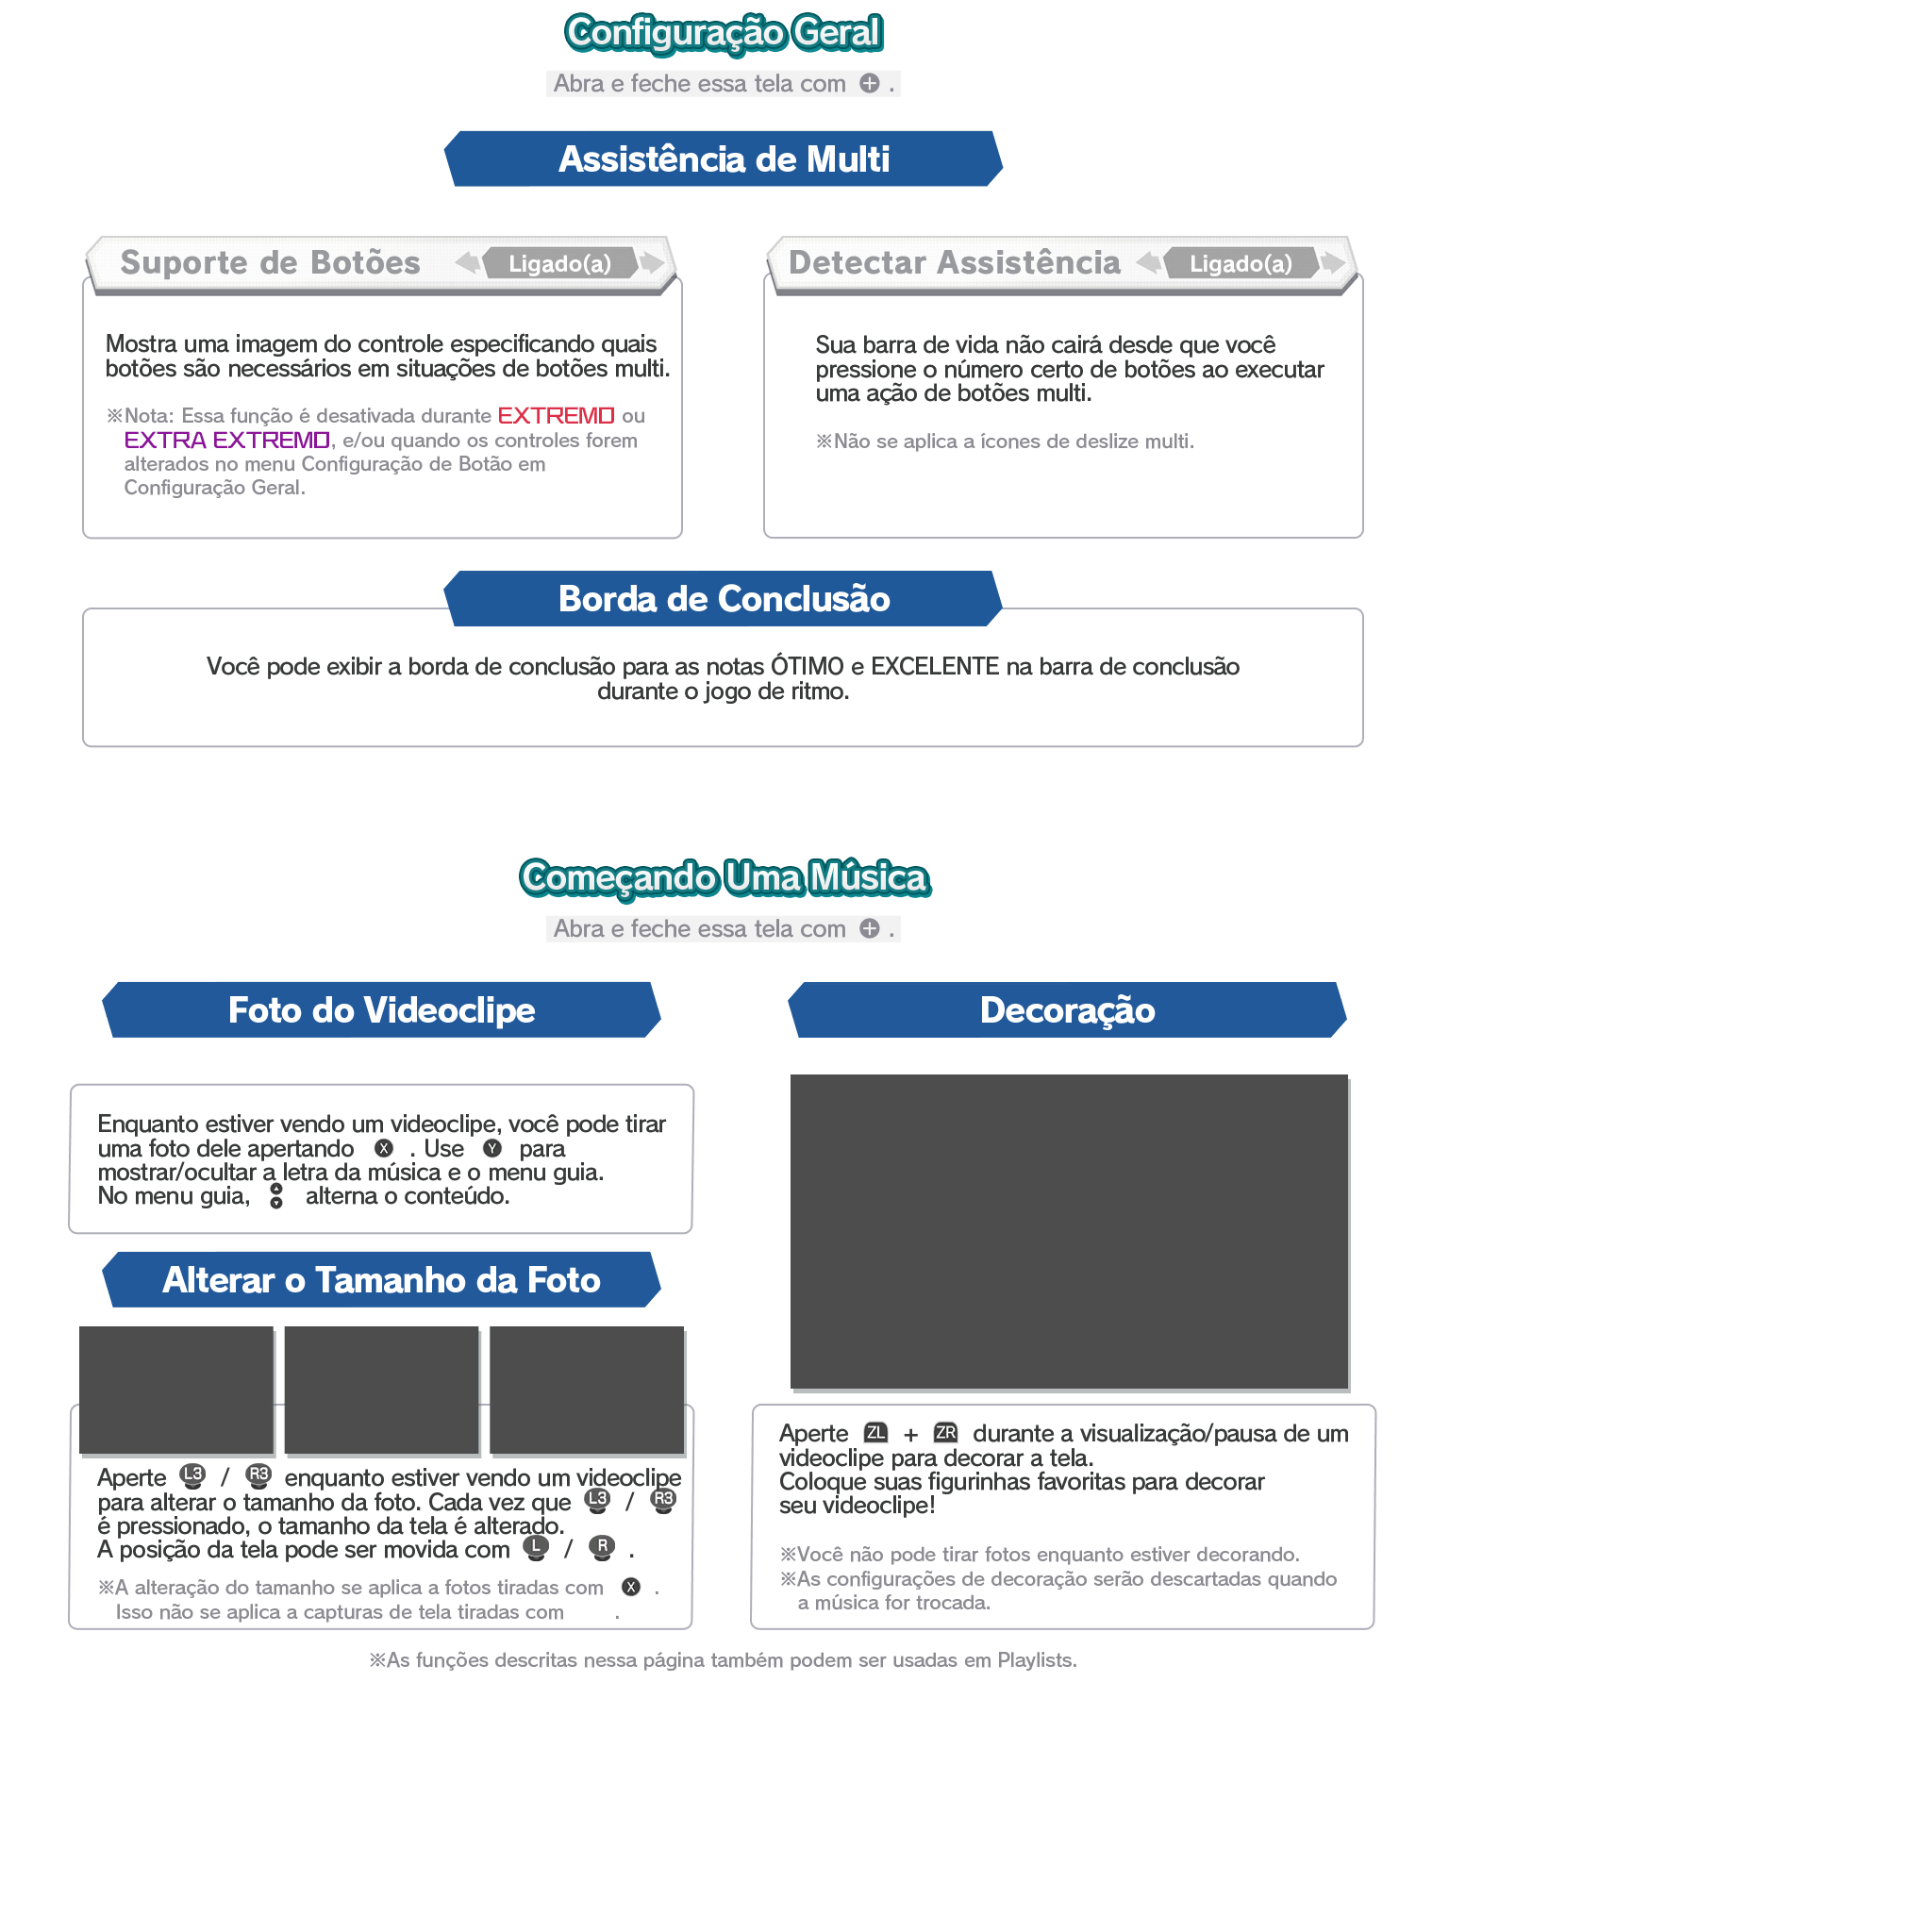 Configuração Geral
Abra e feche essa tela com ⊕ .
Assistência de Multi
Suporte de Botões
Ligado(a)
Mostra uma imagem do controle especificando quais
botões são necessários em situações de botões multi.
※Nota: Essa função é desativada durante EXTREMO ou
EXTRA EXTREMO, e/ou quando os controles forem
alterados no menu Configuração de Botão em
Configuração Geral.
Detectar Assistência
Ligado(a)
Sua barra de vida não cairá desde que você
pressione o número certo de botões ao executar
uma ação de botões multi.
※Não se aplica a ícones de deslize multi.
Borda de Conclusão
Você pode exibir a borda de conclusão para as notas ÓTIMO e EXCELENTE na barra de conclusão
durante o jogo de ritmo.
Começando Uma Música
Abra e feche essa tela com ⊕ .
Foto do Videoclipe
Enquanto estiver vendo um videoclipe, você pode tirar
uma foto dele apertando X . Use Y para
mostrar/ocultar a letra da música e o menu guia.
No menu guia, alterna o conteúdo.
Alterar o Tamanho da Foto
Aperte L3 / R3 enquanto estiver vendo um videoclipe
para alterar o tamanho da foto. Cada vez que L3 / R3
é pressionado, o tamanho da tela é alterado.
A posição da tela pode ser movida com L / R .
※A alteração do tamanho se aplica a fotos tiradas com X .
Isso não se aplica a capturas de tela tiradas com .
Decoração
Aperte ZL + ZR durante a visualização/pausa de um
videoclipe para decorar a tela.
Coloque suas figurinhas favoritas para decorar
seu videoclipe!
※Você não pode tirar fotos enquanto estiver decorando.
※As configurações de decoração serão descartadas quando
a música for trocada.
※As funções descritas nessa página também podem ser usadas em Playlists.